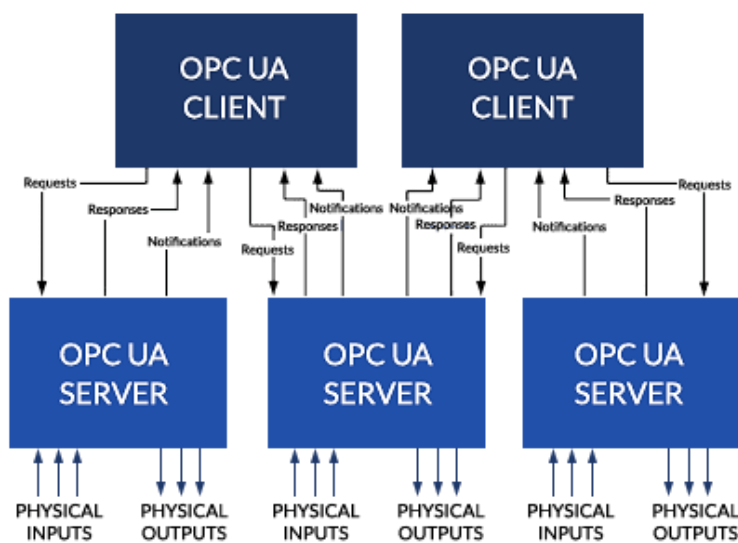 OPC UA
CLIENT
OPC UA
CLIENT
Requests
Responses
Notifications
Requests
Responses
Notifications
Notifications
Responses
Requests
Notifications
Responses
Requests
OPC UA
SERVER
OPC UA
SERVER
OPC UA
SERVER
PHYSICAL
INPUTS
PHYSICAL
OUTPUTS
PHYSICAL
INPUTS
PHYSICAL
OUTPUTS
PHYSICAL
INPUTS
PHYSICAL
OUTPUTS